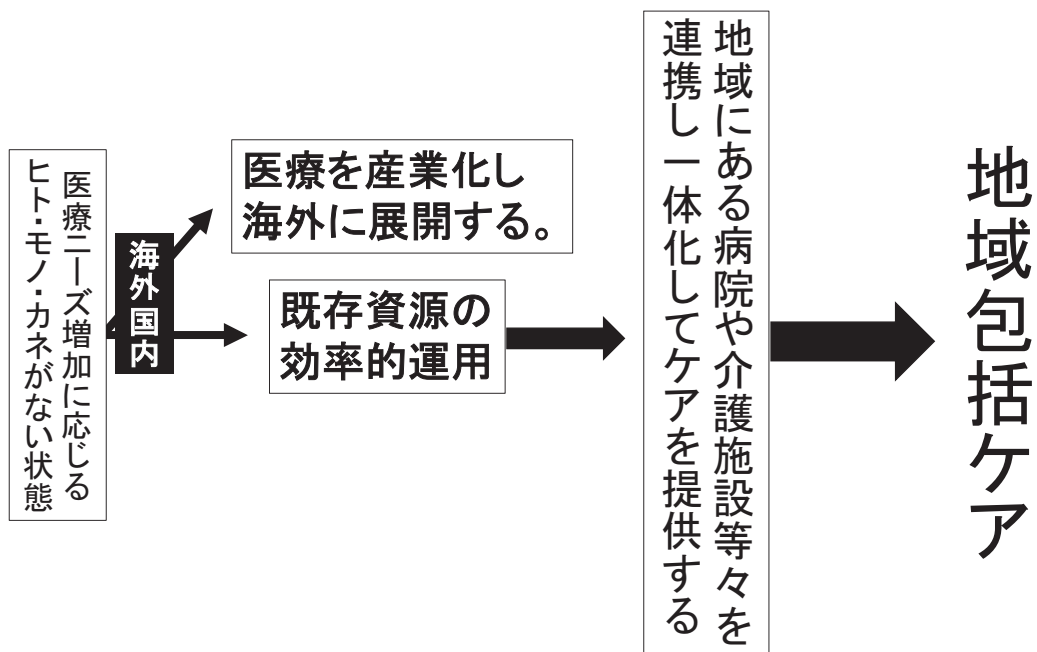 医療ニーズ増加に応じる
ヒト・モノ・カネがない状態
海外
国内
医療を産業化し
海外に展開する。
既存資源の
効率的運用
地域にある病院や介護施設等々を
連携し一体化してケアを提供する
地域包括ケア